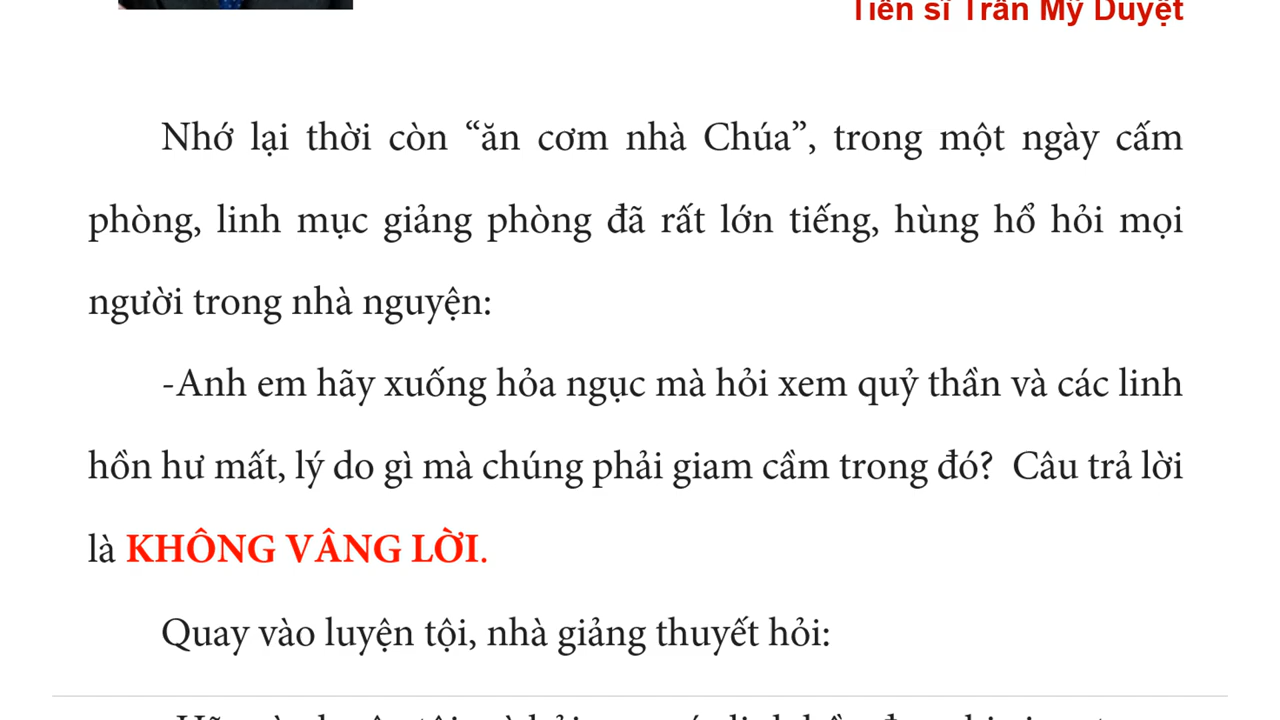 Tiến sĩ Trần Mỹ Duyệt
Nhớ lại thời còn “ăn cơm nhà Chúa”, trong một ngày cấm
phòng, linh mục giảng phòng đã rất lớn tiếng, hùng hổ hỏi mọi
người trong nhà nguyện:
-Anh em hãy xuống hỏa ngục mà hỏi xem quỷ thần và các linh
hồn hư mất, lý do gì mà chúng phải giam cầm trong đó?  Câu trả lời
là KHÔNG VÂNG LỜI.
Quay vào luyện tội, nhà giảng thuyết hỏi: